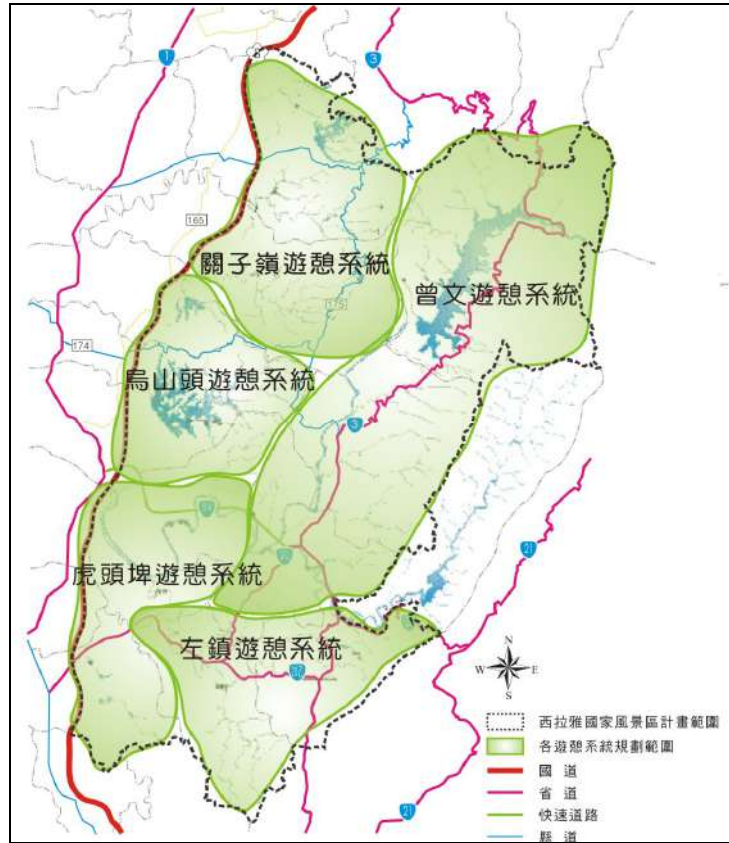 1
3
165
關子嶺遊憩系統
曾文遊憩系統
175
174
烏山頭遊憩系統
3
84
虎頭埤遊憩系統
21
左鎮遊憩系統
N
W E
S
西拉雅國家風景區計畫範圍
各遊憩系統規劃範圍
國 道
省 道
21
快速道路
縣 道